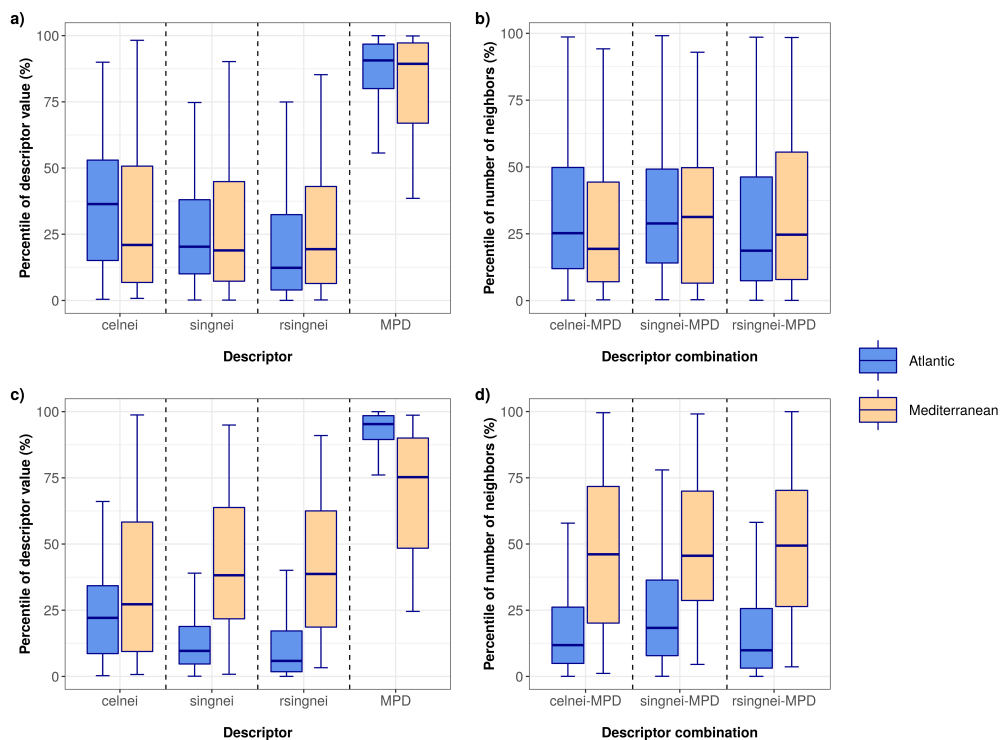 a)
Percentile of descriptor value (%)
100
75
50
25
0
celnei singnei rsingnei MPD
Descriptor
b)
Percentile of number of neighbors (%)
100
75
50
25
0
celnei-MPD singnei-MPD rsingnei-MPD
Descriptor combination
Atlantic
Mediterranean
c)
Percentile of descriptor value (%)
100
75
50
25
0
celnei singnei rsingnei MPD
Descriptor
d)
Percentile of number of neighbors (%)
100
75
50
25
0
celnei-MPD singnei-MPD rsingnei-MPD
Descriptor combination